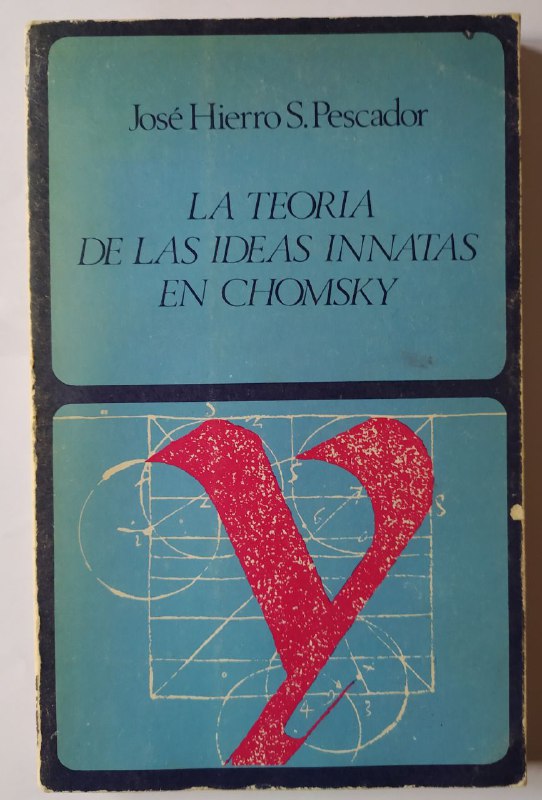 José Hierro S. Pescador
LA TEORIA
DE LAS IDEAS INNATAS
EN CHOMSKY
y